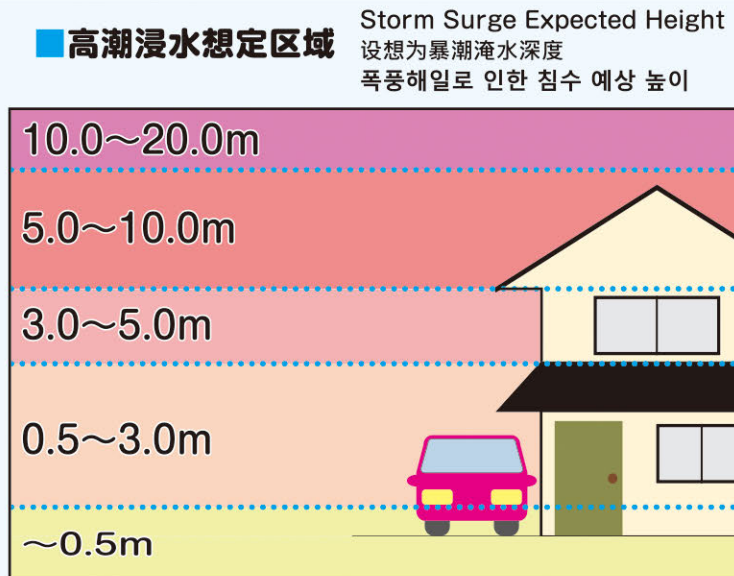 ■高潮浸水想定区域
Storm Surge Expected Height
设想为暴潮淹水深度
폭풍해일로 인한 침수 예상 높이
10.0～20.0m
5.0～10.0m
3.0～5.0m
0.5～3.0m
～0.5m